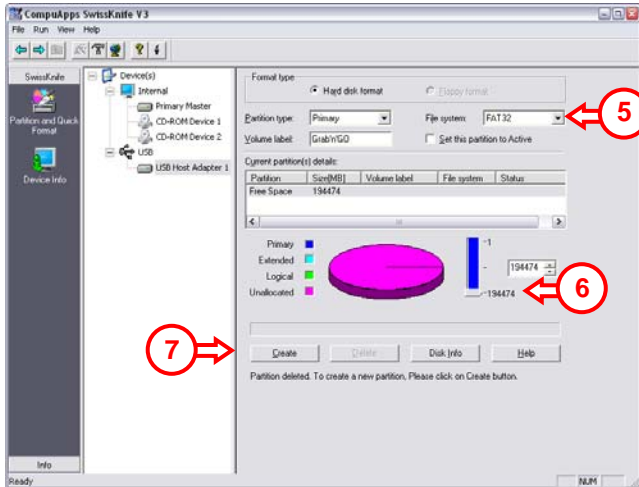 CompuApps SwissKnife V3
File Run View Help
SwissKnife
Partition and Quick
Format
Device Info
Info
Device(s)
Internal
Primary Master
CD-ROM Device 1
CD-ROM Device 2
USB
USB Host Adapter 1
Format type
Hard disk format
Floppy format
Partition type: Primary File system: FAT32
5
Volume label: Grab'n'GO Set this partition to Active
Current partition(s) details:
Partition Size[MB] Volume label File system Status
Free Space 194474
Primary
Extended
Logical
Unallocated
-1
-
194474
-194474
6
7
Create Delete Disk Info Help
Partition deleted. To create a new partition, Please click on Create button.
Ready NUM